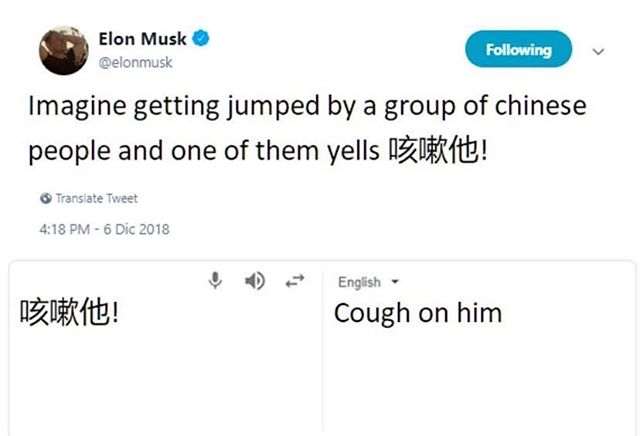 Elon Musk
Following
@elonmusk
Imagine getting jumped by a group of chinese
people and one of them yells 咳嗽他!
Translate Tweet
4:18 PM - 6 Dic 2018
English
咳嗽他!
Cough on him